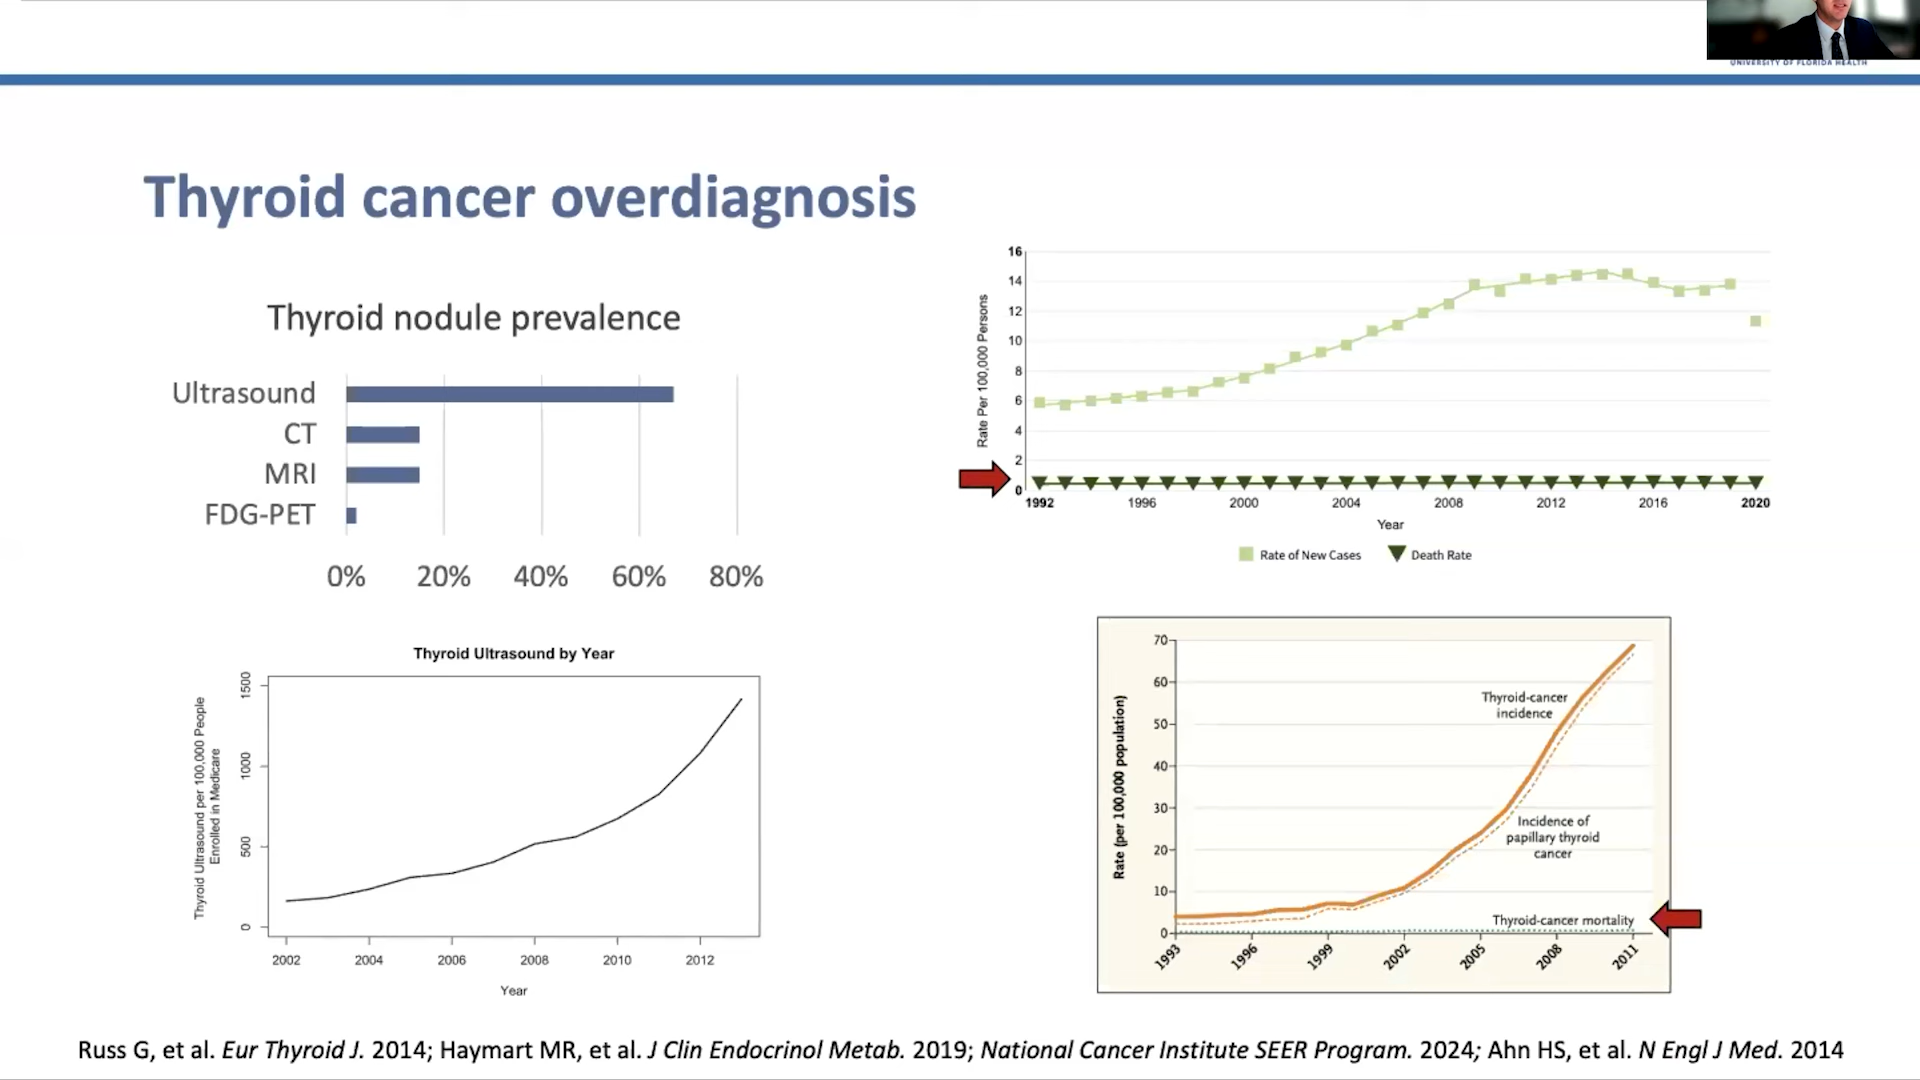 UNIVERSITY OF FLORIDA HEALTH
Thyroid cancer overdiagnosis
Thyroid nodule prevalence
Ultrasound
CT
MRI
FDG-PET
0% 20% 40% 60% 80%
16
14
12
10
8
6
4
2
0
Rate Per 100,000 Persons
1992 1996 2000 2004 2008 2012 2016 2020
Year
Rate of New Cases Death Rate
Thyroid Ultrasound by Year
Thyroid Ultrasound per 100,000 People
Enrolled in Medicare
1500
1000
500
0
2002 2004 2006 2008 2010 2012
Year
Rate (per 100,000 population)
70
60
50
40
30
20
10
0
Thyroid-cancer
incidence
Incidence of
papillary thyroid
cancer
Thyroid-cancer mortality
1993 1996 1999 2002 2005 2008 2011
Russ G, et al. Eur Thyroid J. 2014; Haymart MR, et al. J Clin Endocrinol Metab. 2019; National Cancer Institute SEER Program. 2024; Ahn HS, et al. N Engl J Med. 2014